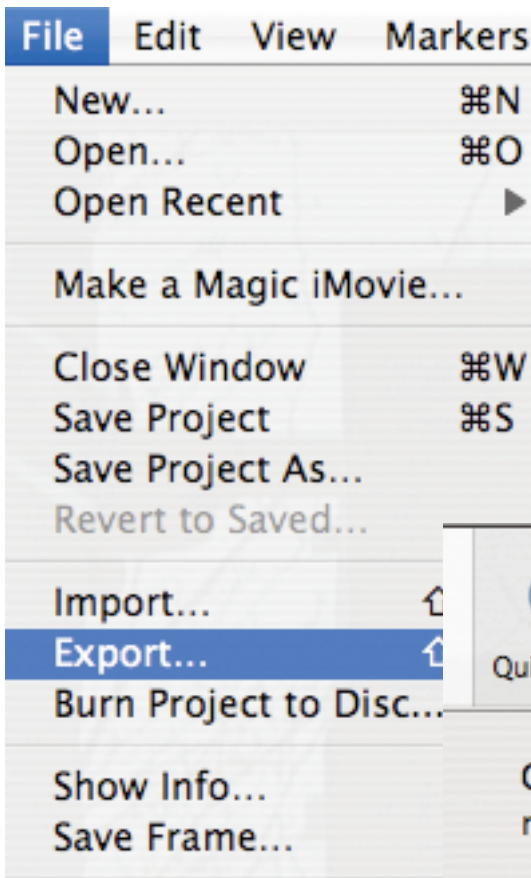 File Edit View Markers
New... ⌘N
Open... ⌘O
Open Recent ▶
Make a Magic iMovie...
Close Window ⌘W
Save Project ⌘S
Save Project As...
Revert to Saved...
Import... ⇧
Export... ⇧
Burn Project to Disc...
Show Info...
Save Frame...